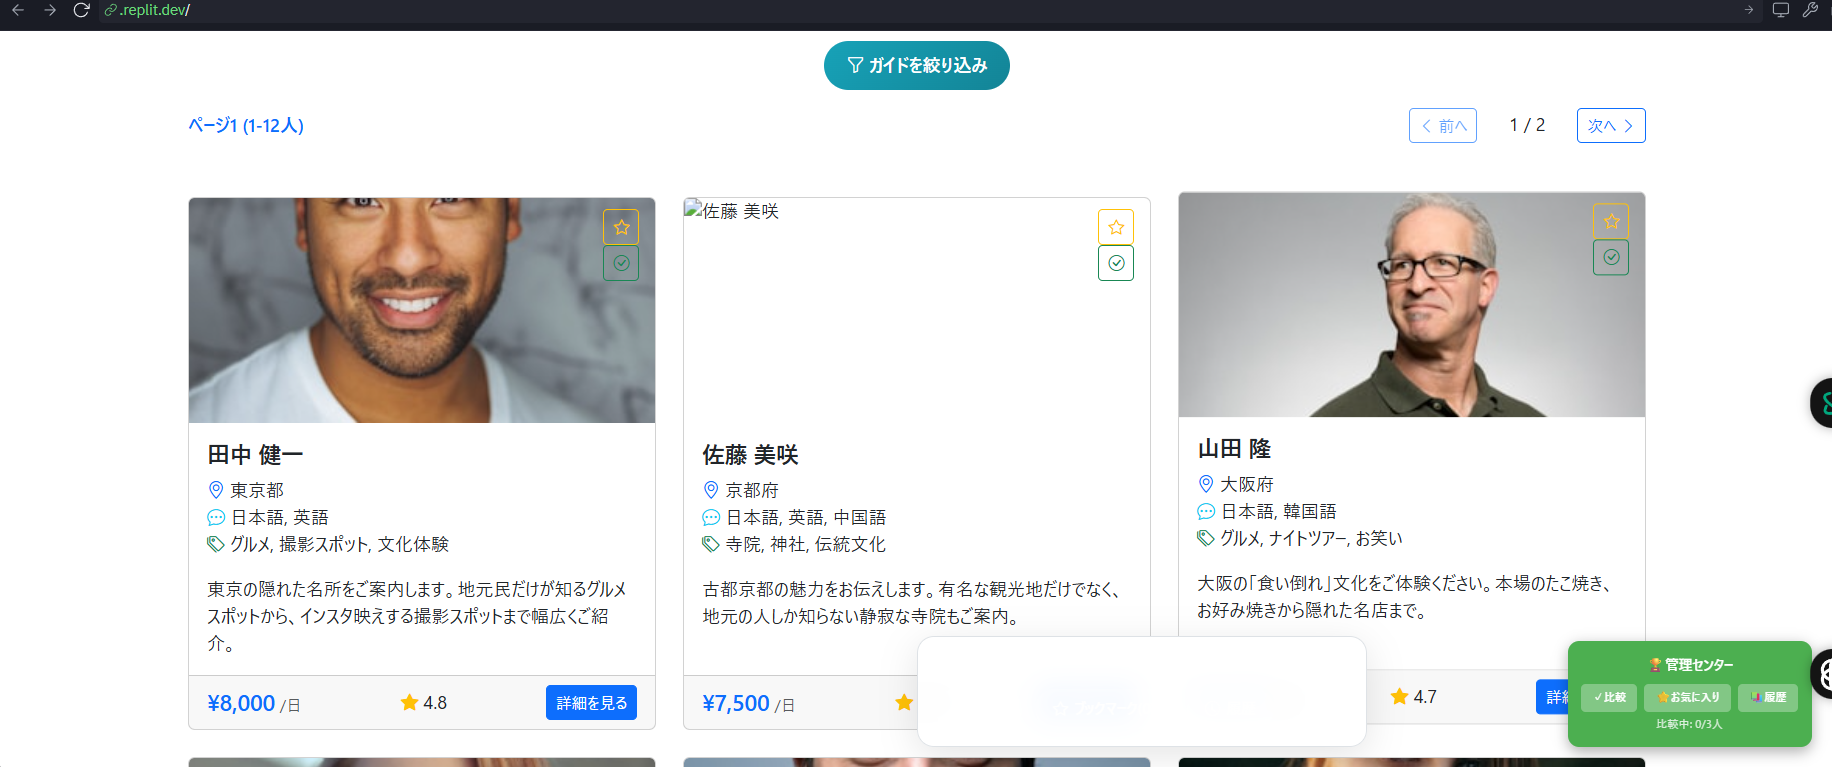 .replit.dev/
ガイドを絞り込み
ページ1 (1-12人)
前へ
1 / 2
次へ
佐藤 美咲
田中 健一
東京都
日本語, 英語
グルメ, 撮影スポット, 文化体験
東京の隠れた名所をご案内します。地元民だけが知るグルメ
スポットから、インスタ映えする撮影スポットまで幅広くご紹
介。
¥8,000 /日
4.8
詳細を見る
佐藤 美咲
京都府
日本語, 英語, 中国語
寺院, 神社, 伝統文化
古都京都の魅力をお伝えします。有名な観光地だけでなく、
地元の人しか知らない静寂な寺院もご案内。
¥7,500 /日
山田 隆
大阪府
日本語, 韓国語
グルメ, ナイトツアー, お笑い
大阪の「食い倒れ」文化をご体験ください。本場のたこ焼き、
お好み焼きから隠れた名店まで。
4.7
詳
管理センター
✓比較
お気に入り
履歴
比較中: 0/3人